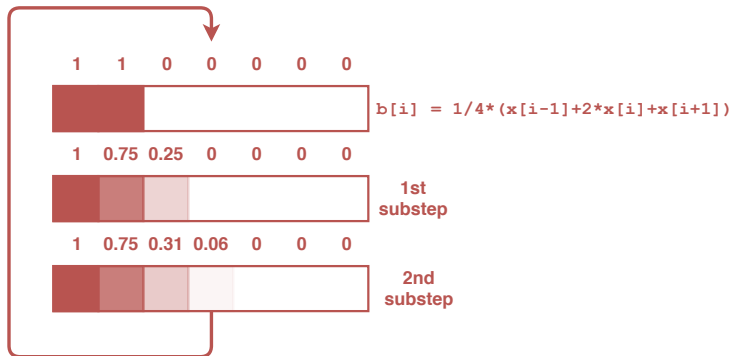 1 1 0 0 0 0 0
b[i] = 1/4*(x[i-1]+2*x[i]+x[i+1])
1 0.75 0.25 0 0 0 0
1st
substep
1 0.75 0.31 0.06 0 0 0
2nd
substep